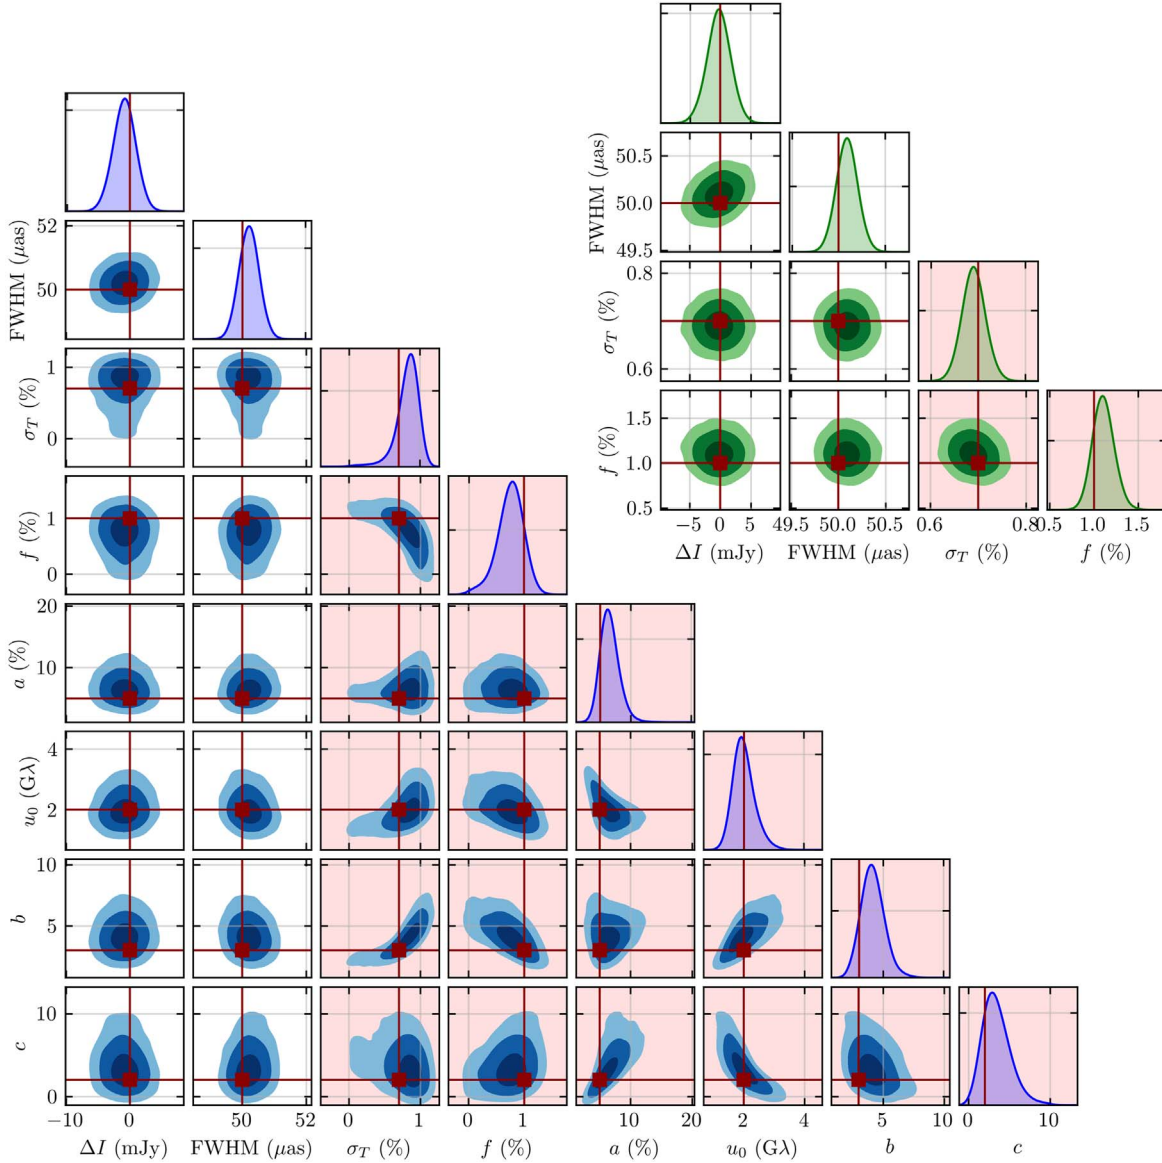 FWHM (μas)
50.5
50.0
49.5
σ_T (%)
0.8
0.6
f (%)
1.5
1.0
0.5
−5 0 5 49.5 50.0 50.5 0.6 0.8 0.5 1.0 1.5
ΔI (mJy) FWHM (μas) σ_T (%) f (%)
FWHM (μas)
52
50
σ_T (%)
1
0
f (%)
1
0
a (%)
20
10
u₀ (Gλ)
4
2
b
10
5
c
10
0
−10 0 50 52 0 1 0 1 10 20 2 4 5 10 0 10
ΔI (mJy) FWHM (μas) σ_T (%) f (%) a (%) u₀ (Gλ) b c